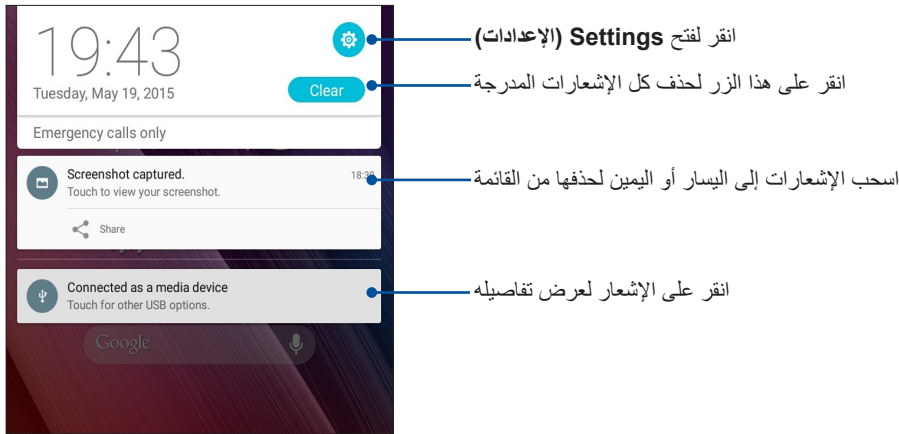 19:43
انقر لفتح Settings (الإعدادات)
Tuesday, May 19, 2015
Clear
انقر على هذا الزر لحذف كل الإشعارات المدرجة
Emergency calls only
Screenshot captured.
Touch to view your screenshot.
اسحب الإشعارات إلى اليسار أو اليمين لحذفها من القائمة
Share
Connected as a media device
Touch for other USB options.
انقر على الإشعار لعرض تفاصيله
Google